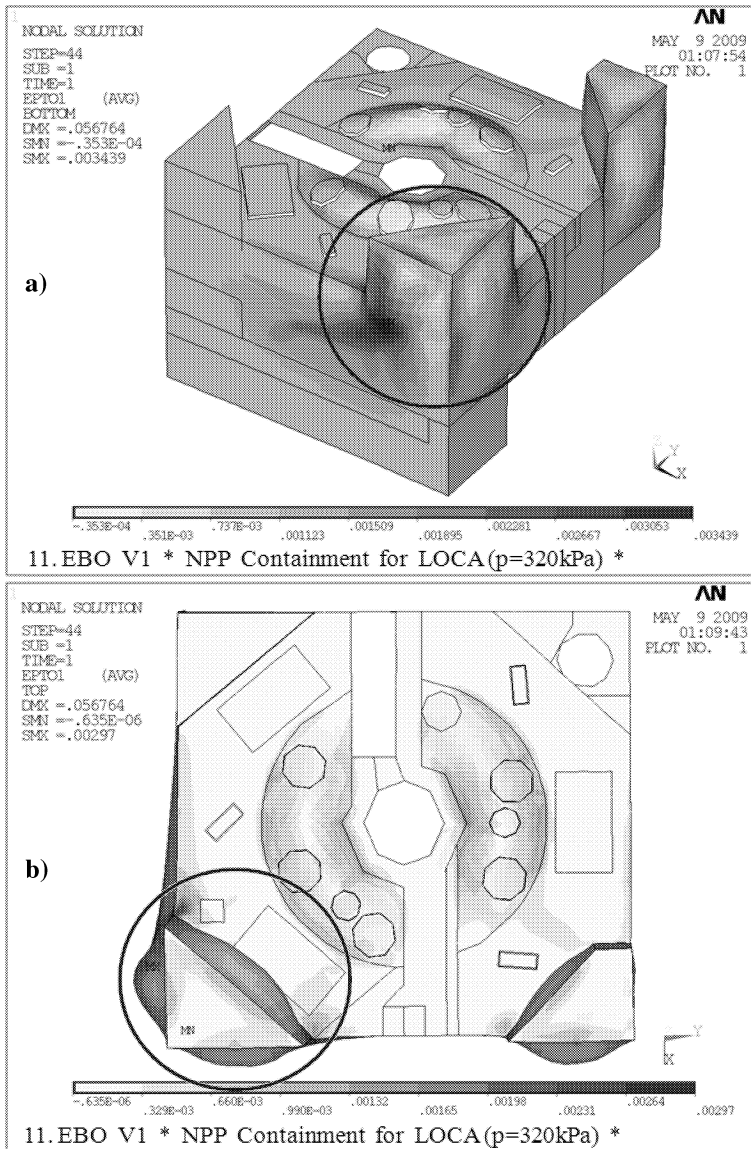 1
NODAL SOLUTION
STEP=44
SUB =1
TIME=1
EPTO1 (AVG)
BOTTOM
DMX =.056764
SMN =-.353E-04
SMX =.003439
AN
MAY 9 2009
01:07:54
PLOT NO. 1
MN
a)
Z
Y
X
-.353E-04 .351E-03 .737E-03 .001123 .001509 .001895 .002281 .002667 .003053 .003439
11.EBO V1 * NPP Containment for LOCA(p=320kPa) *
1
NODAL SOLUTION
STEP=44
SUB =1
TIME=1
EPTO1 (AVG)
TOP
DMX =.056764
SMN =-.635E-06
SMX =.00297
AN
MAY 9 2009
01:09:43
PLOT NO. 1
b)
MX
MN
Y
X
-.635E-06 .329E-03 .660E-03 .990E-03 .00132 .00165 .00198 .00231 .00264 .00297
11.EBO V1 * NPP Containment for LOCA(p=320kPa) *